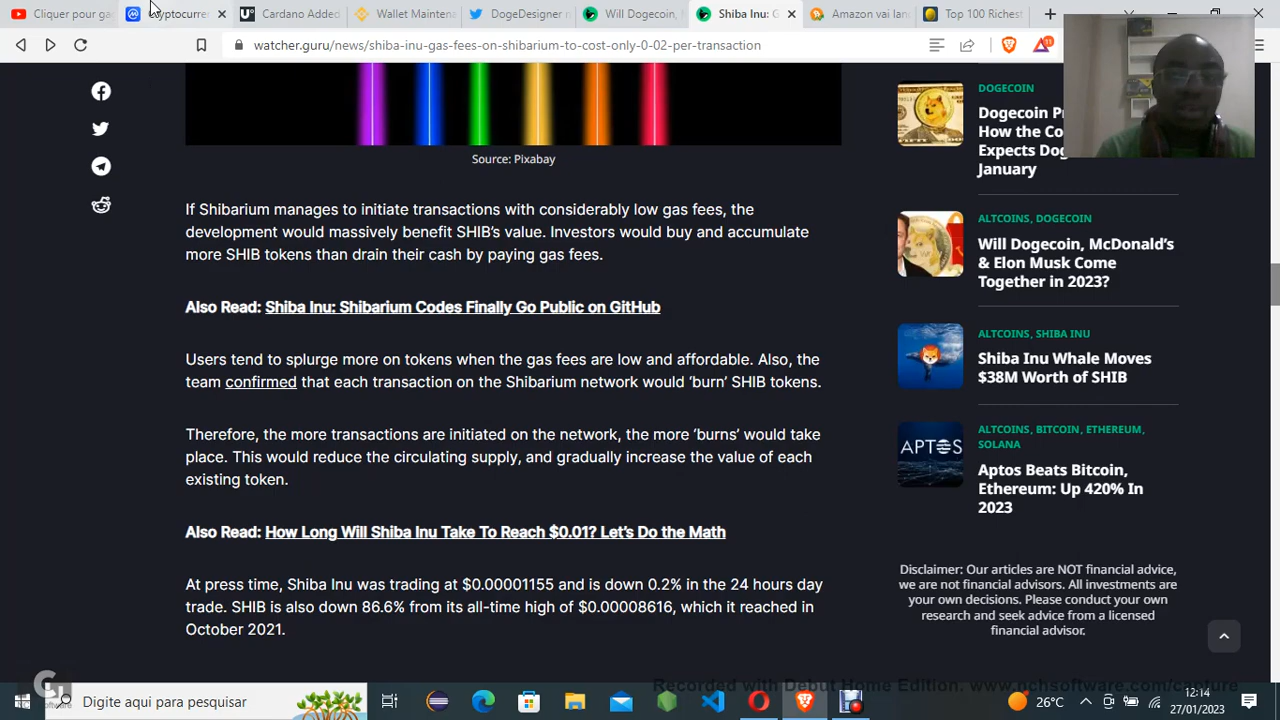 Cliquer pour ga
Cryptocurre
Cardano Added
Wallet Maintena
DogeDesigner
Will Dogecoin, M
Shiba Inu: G
Amazon vai lan
Top 100 Richest
watcher.guru/news/shiba-inu-gas-fees-on-shibarium-to-cost-only-0-02-per-transaction
Source: Pixabay
If Shibarium manages to initiate transactions with considerably low gas fees, the
development would massively benefit SHIB's value. Investors would buy and accumulate
more SHIB tokens than drain their cash by paying gas fees.
Also Read: Shiba Inu: Shibarium Codes Finally Go Public on GitHub
Users tend to splurge more on tokens when the gas fees are low and affordable. Also, the
team confirmed that each transaction on the Shibarium network would 'burn' SHIB tokens.
Therefore, the more transactions are initiated on the network, the more 'burns' would take
place. This would reduce the circulating supply, and gradually increase the value of each
existing token.
Also Read: How Long Will Shiba Inu Take To Reach $0.01? Let's Do the Math
At press time, Shiba Inu was trading at $0.00001155 and is down 0.2% in the 24 hours day
trade. SHIB is also down 86.6% from its all-time high of $0.00008616, which it reached in
October 2021.
DOGECOIN
Dogecoin P
How the Co
Expects Dog
January
ALTCOINS, DOGECOIN
Will Dogecoin, McDonald's
& Elon Musk Come
Together in 2023?
ALTCOINS, SHIBA INU
Shiba Inu Whale Moves
$38M Worth of SHIB
APTOS
ALTCOINS, BITCOIN, ETHEREUM,
SOLANA
Aptos Beats Bitcoin,
Ethereum: Up 420% In
2023
Disclaimer: Our articles are NOT financial advice,
we are not financial advisors. All investments are
your own decisions. Please conduct your own
research and seek advice from a licensed
financial advisor.
Recorded with Debut Home Edition. www.nchsoftware.com/capture
Digite aqui para pesquisar
26°C
12:14
27/01/2023